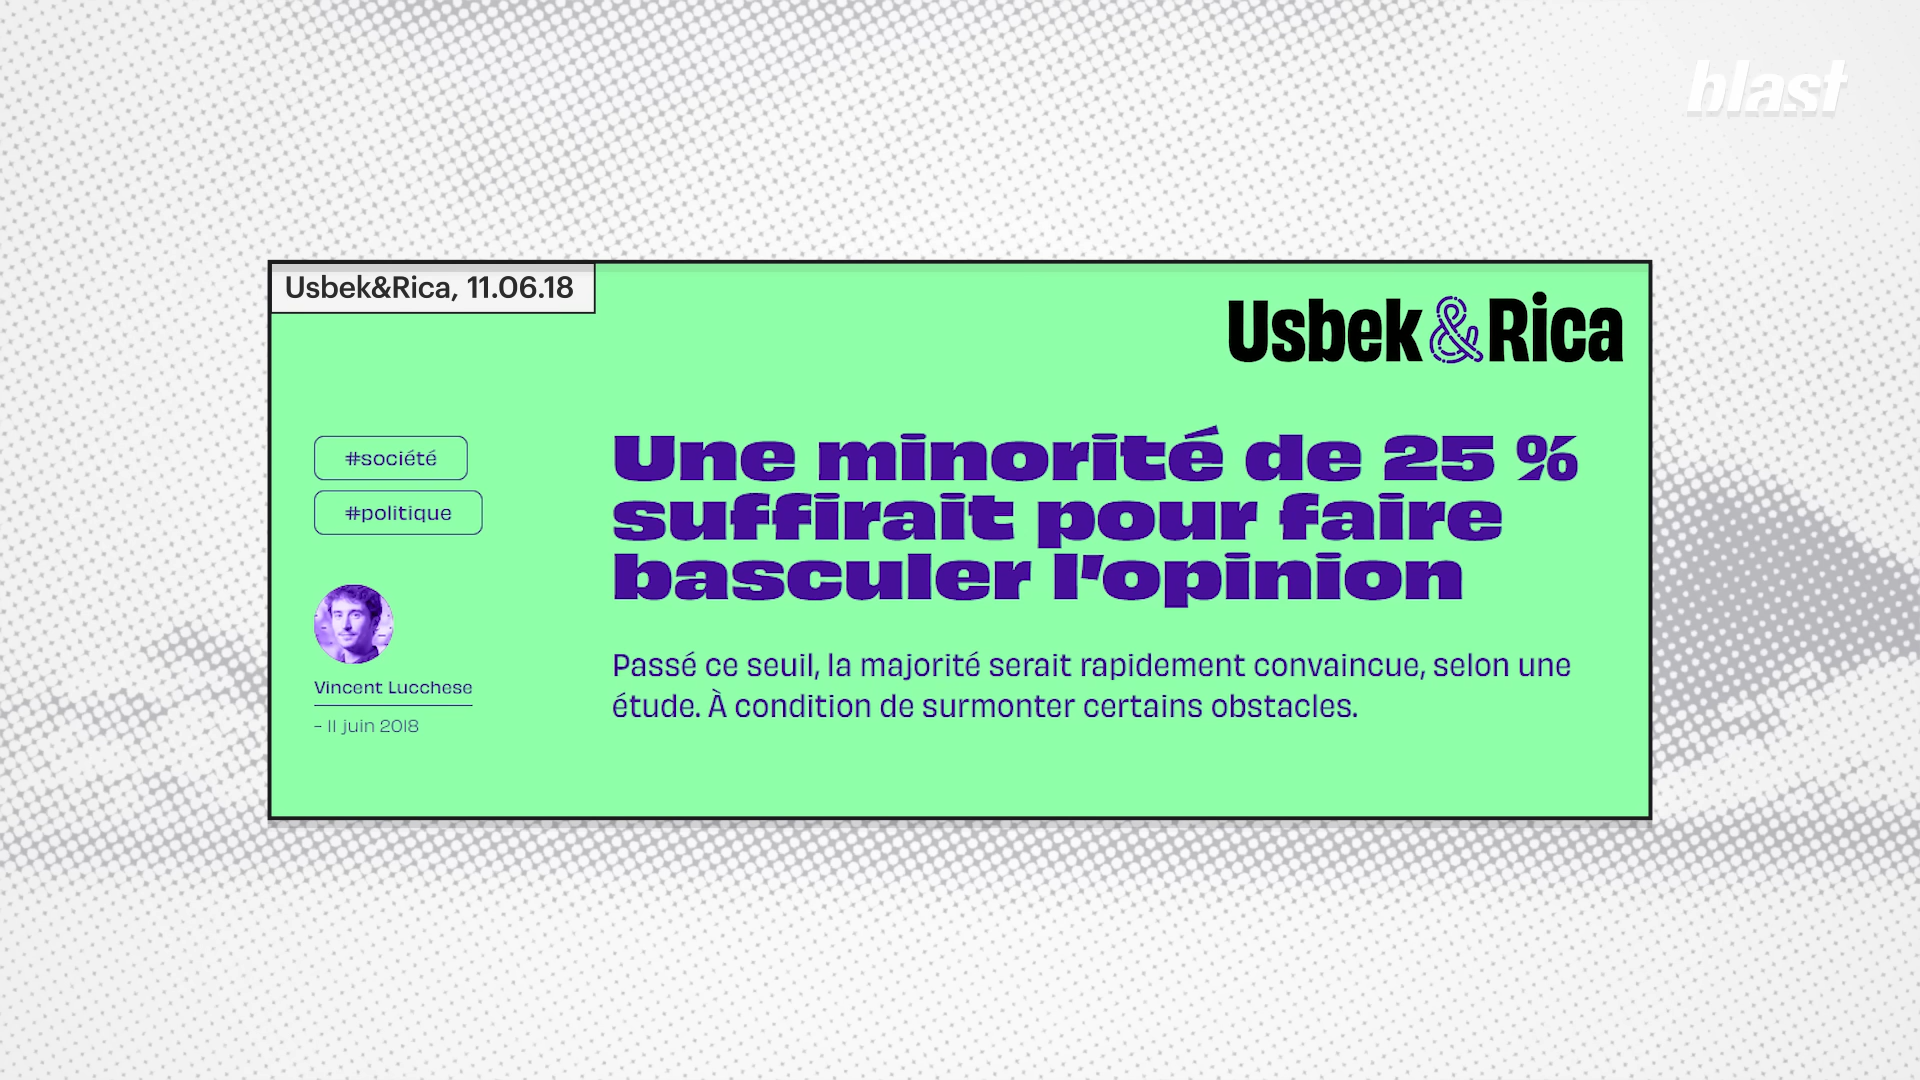 blast
Usbek&Rica, 11.06.18
Usbek&Rica
#société
#politique
Vincent Lucchese
- 11 juin 2018
Une minorité de 25 %
suffirait pour faire
basculer l'opinion
Passé ce seuil, la majorité serait rapidement convaincue, selon une
étude. À condition de surmonter certains obstacles.